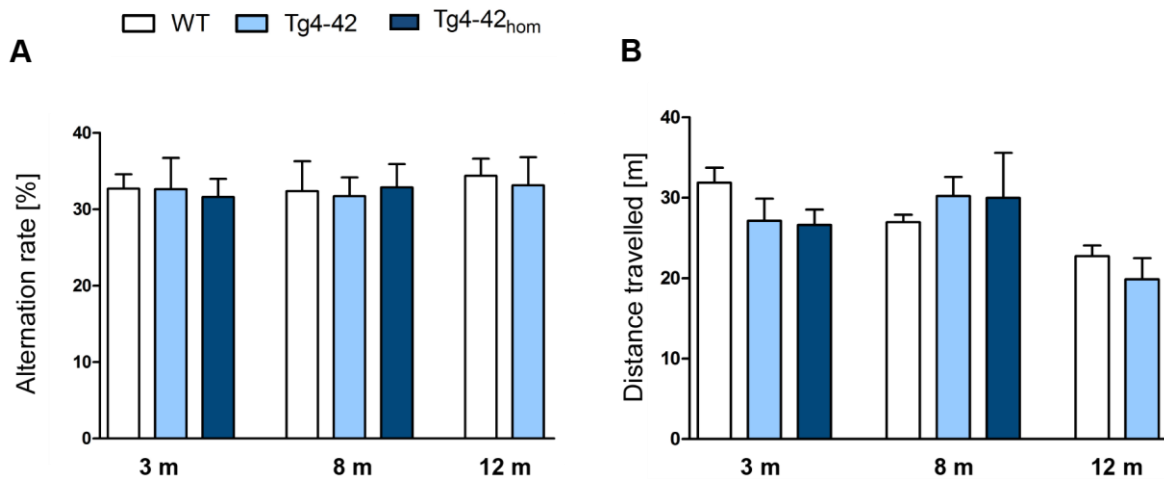 WT Tg4-42 Tg4-42hom
A
Alternation rate [%]
40
30
33
10
0
3 m 8 m 12 m
B
Distance travelled [m]
40
30
20
10
0
3 m 8 m 12 m